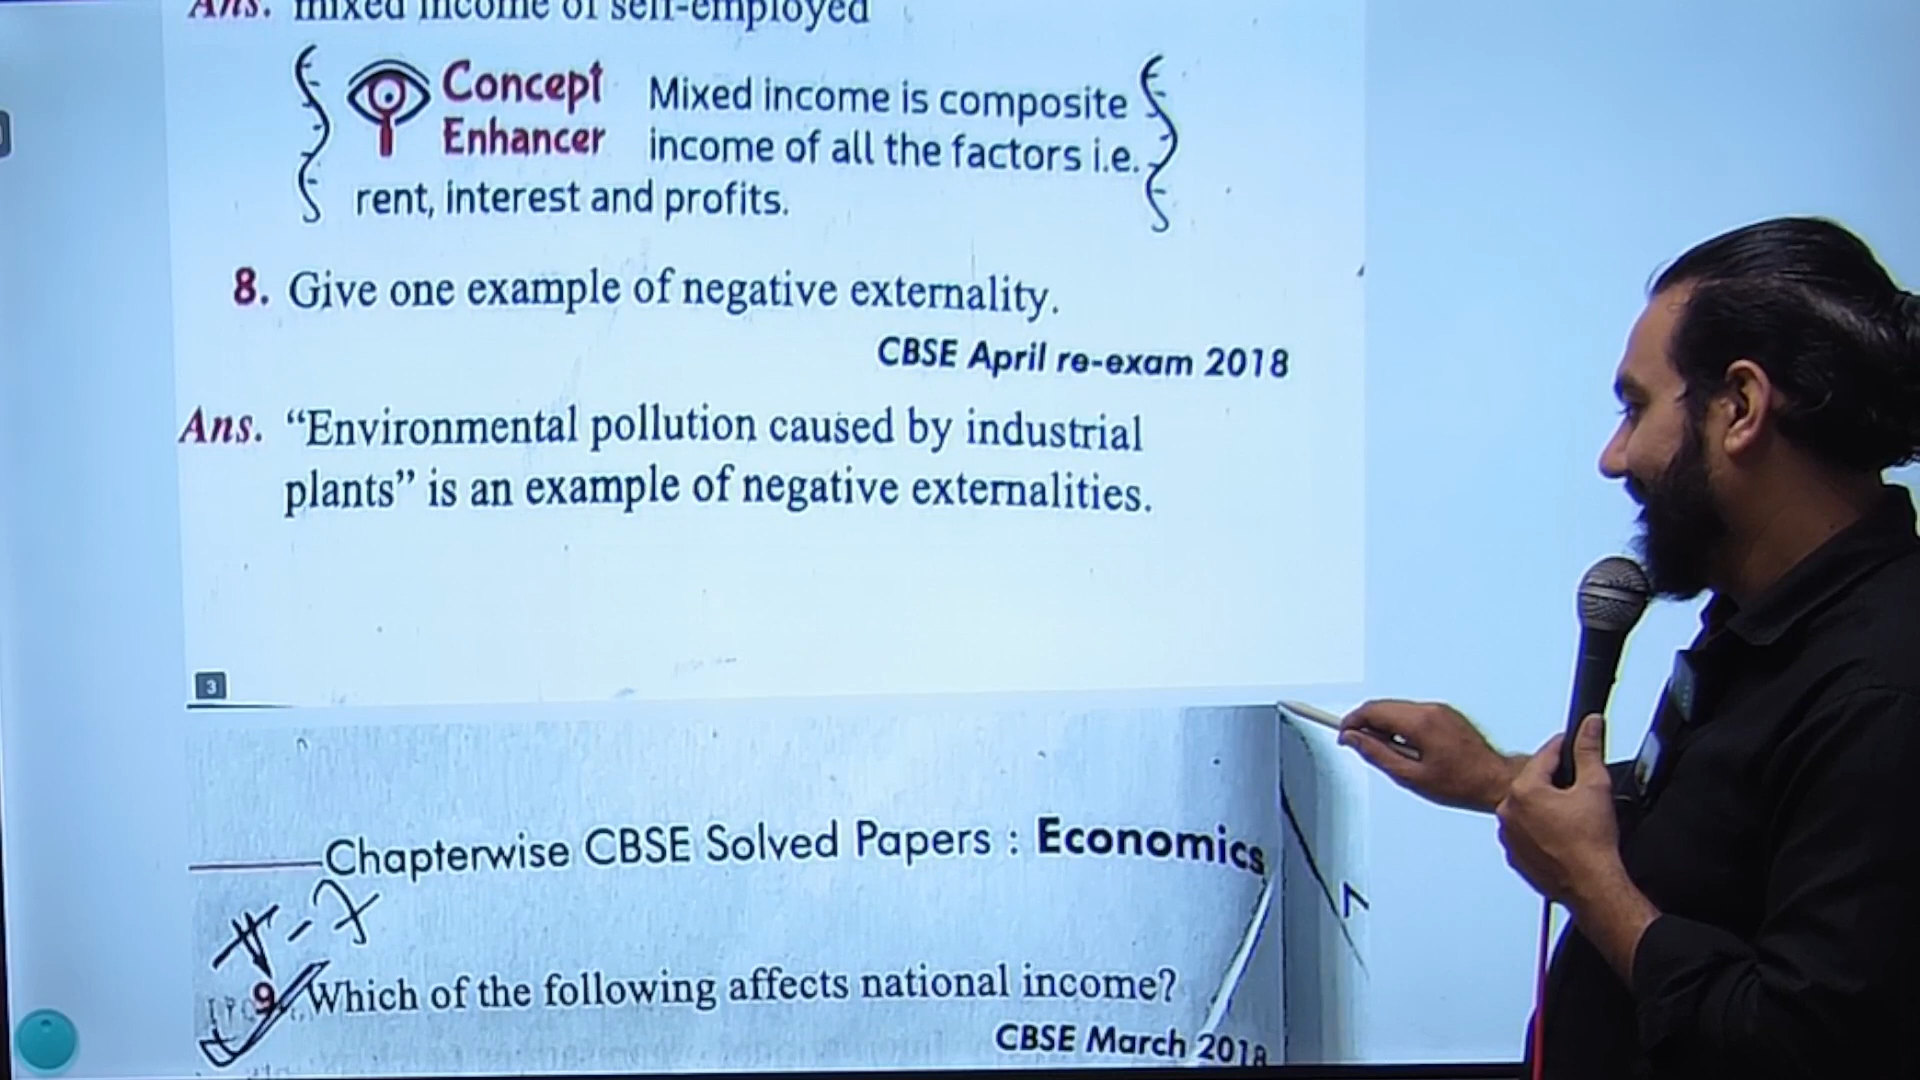 Ans. mixed income of self-employed
Concept Enhancer Mixed income is composite
income of all the factors i.e.
rent, interest and profits.
8. Give one example of negative externality.
CBSE April re-exam 2018
Ans. “Environmental pollution caused by industrial
plants” is an example of negative externalities.
3
Chapterwise CBSE Solved Papers : Economics
9. Which of the following affects national income?
CBSE March 2018